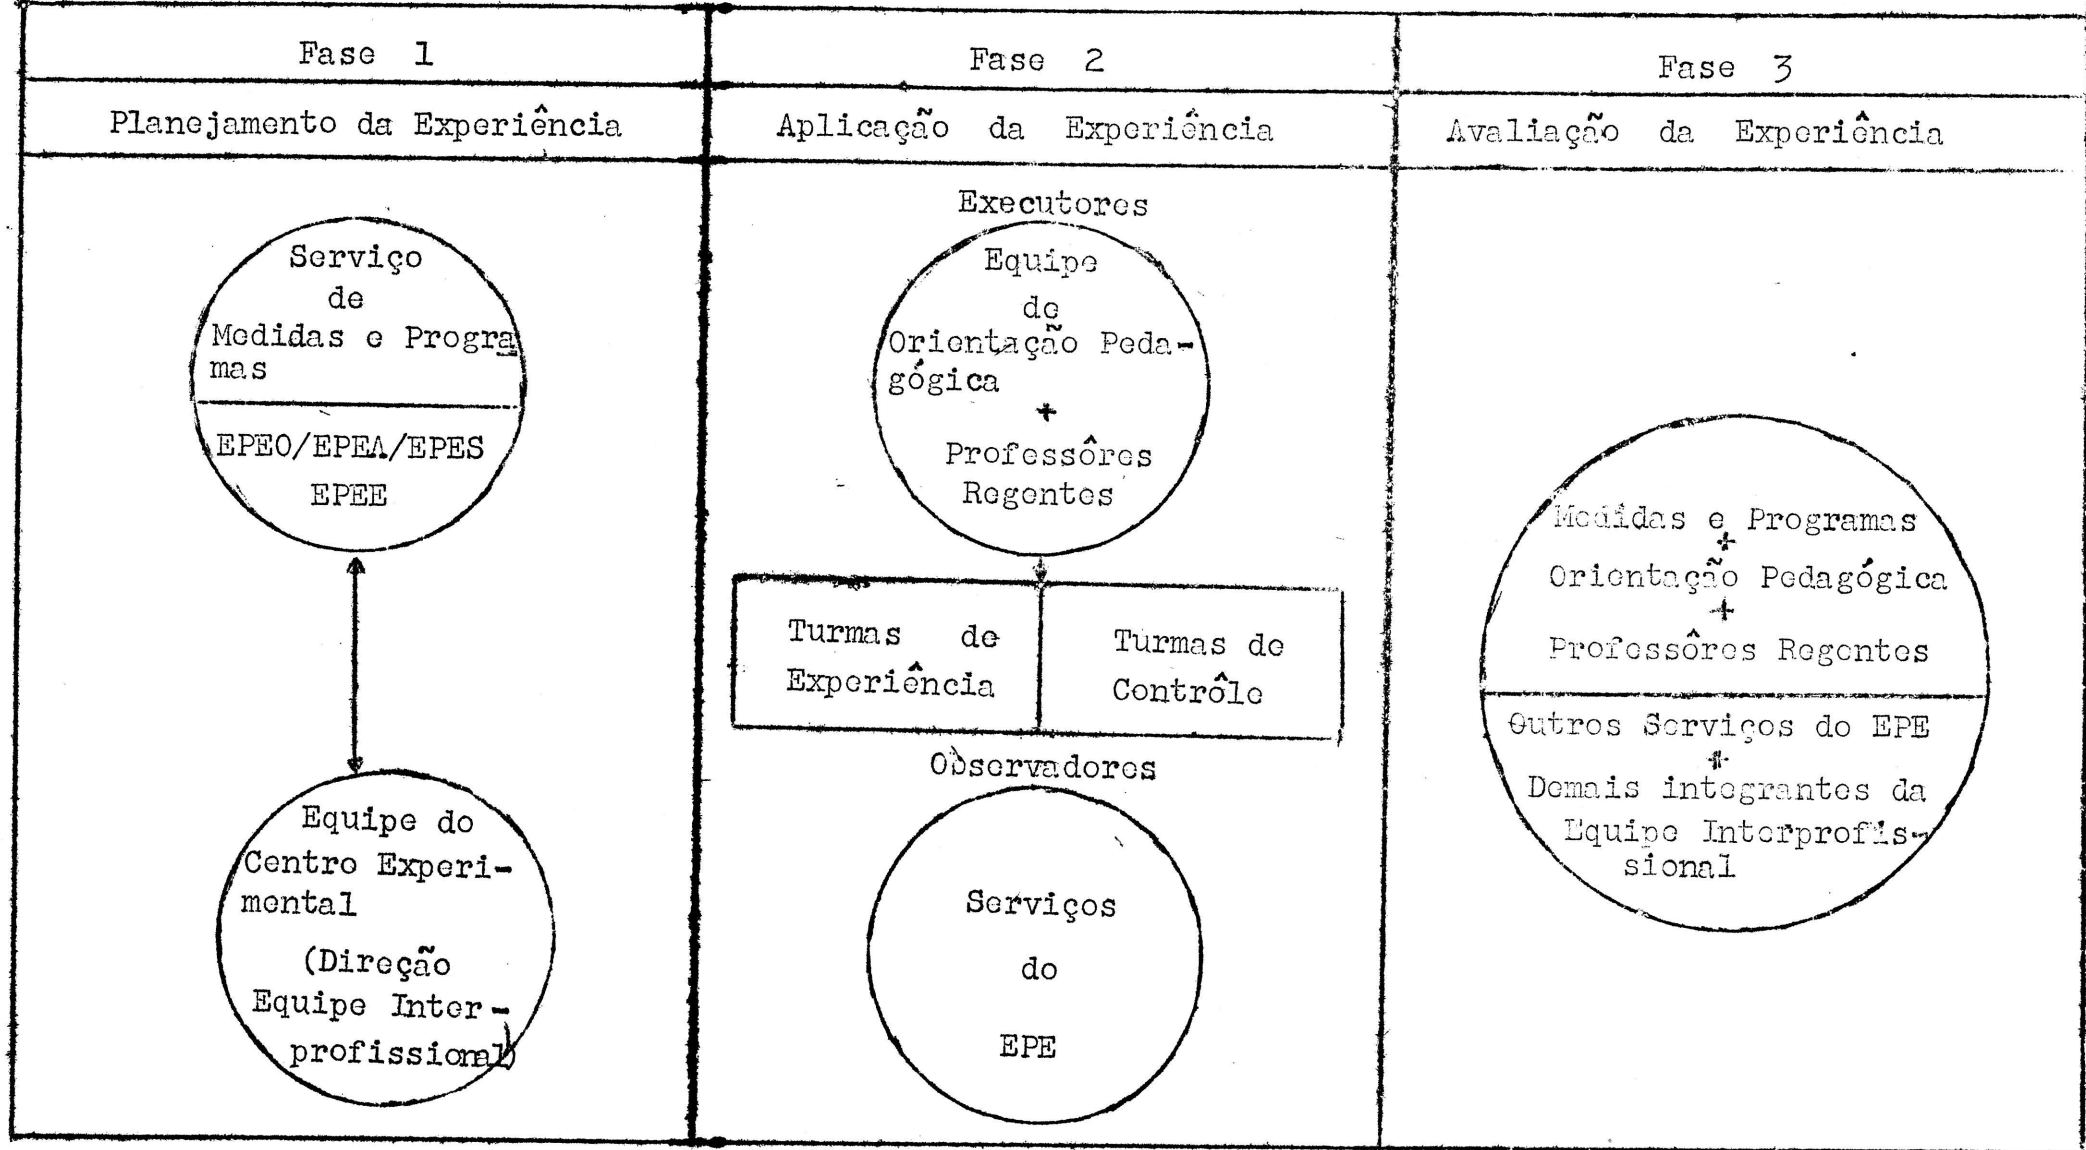 Fase 1
Planejamento da Experiência
Serviço
de
Medidas e Progra
mas
EPEO/EPEA/EPES
EPEE
Equipe do
Centro Experi-
mental
(Direção
Equipe Inter-
profissional)
Fase 2
Aplicação da Experiência
Executores
Equipe
de
Orientação Peda-
gógica
+
Professôres
Regentes
Turmas de
Experiência
Turmas de
Contrôle
Observadores
Serviços
do
EPE
Fase 3
Avaliação da Experiência
Medidas e Programas
+
Orientação Pedagógica
+
Professôres Regentes
Outros Serviços do EPE
+
Demais integrantes da
Equipe Interprofis-
sional